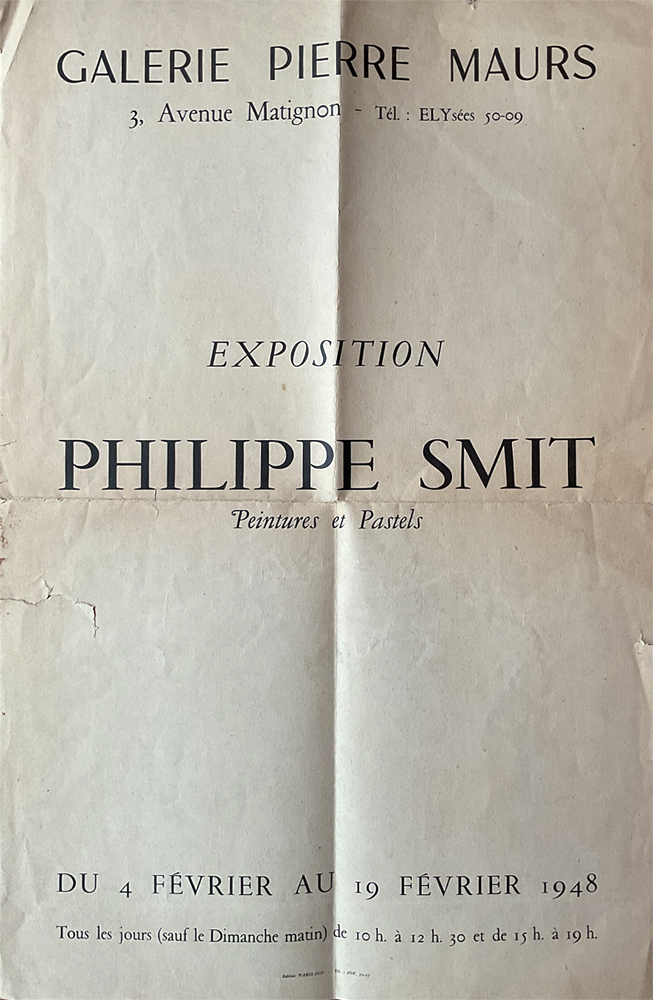 GALERIE PIERRE MAURS
3, Avenue Matignon - Tél. : ELYsées 50-09
EXPOSITION
PHILIPPE SMIT
Peintures et Pastels
DU 4 FÉVRIER AU 19 FÉVRIER 1948
Tous les jours (sauf le Dimanche matin) de 10 h. à 12 h. 30 et de 15 h. à 19 h.